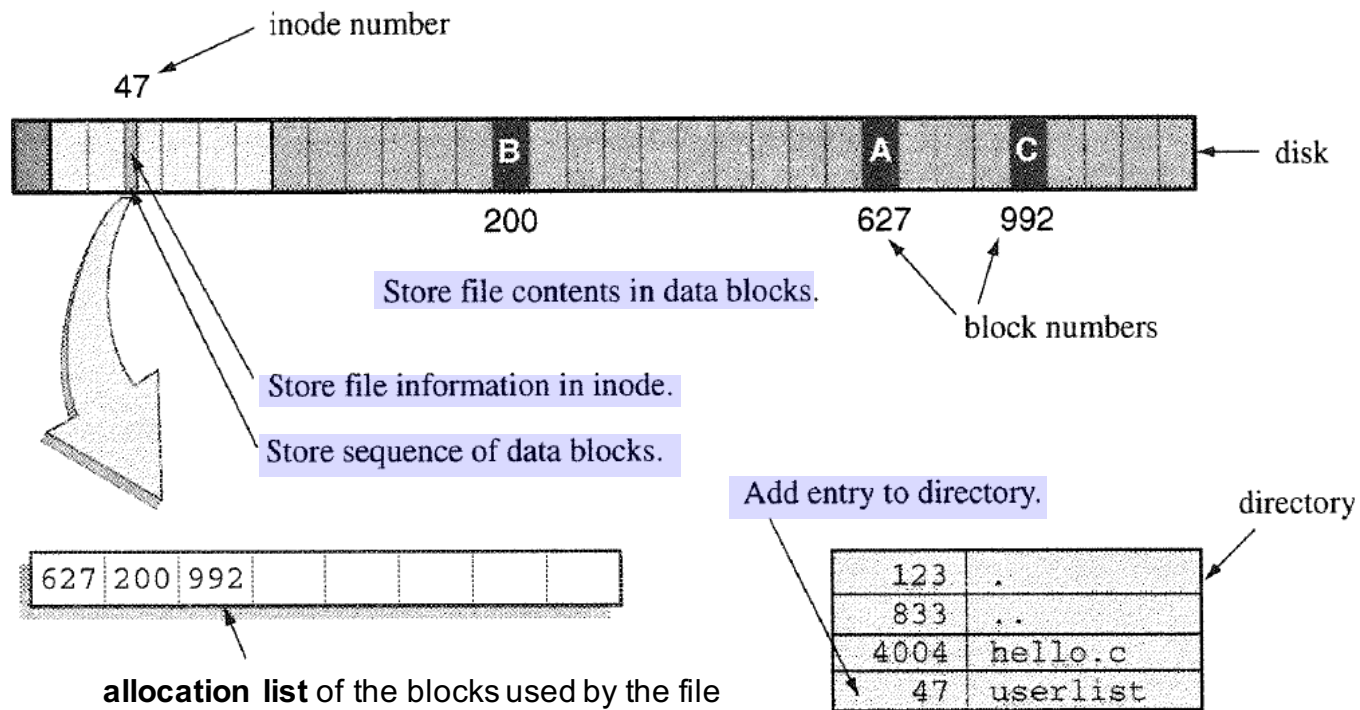 inode number
47
B A C
disk
200 627 992
Store file contents in data blocks.
block numbers
Store file information in inode.
Store sequence of data blocks.
Add entry to directory.
directory
627 200 992
123 .
833 ..
4004 hello.c
47 userlist
allocation list of the blocks used by the file